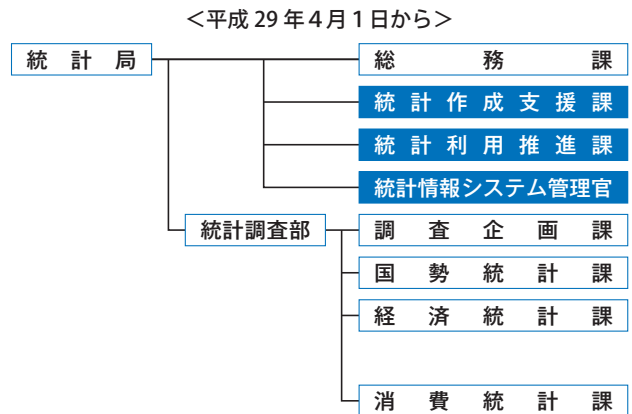 ＜平成 29 年４月１日から＞
統計局
総務課
統計作成支援課
統計利用推進課
統計情報システム管理官
統計調査部
調査企画課
国勢統計課
経済統計課
消費統計課